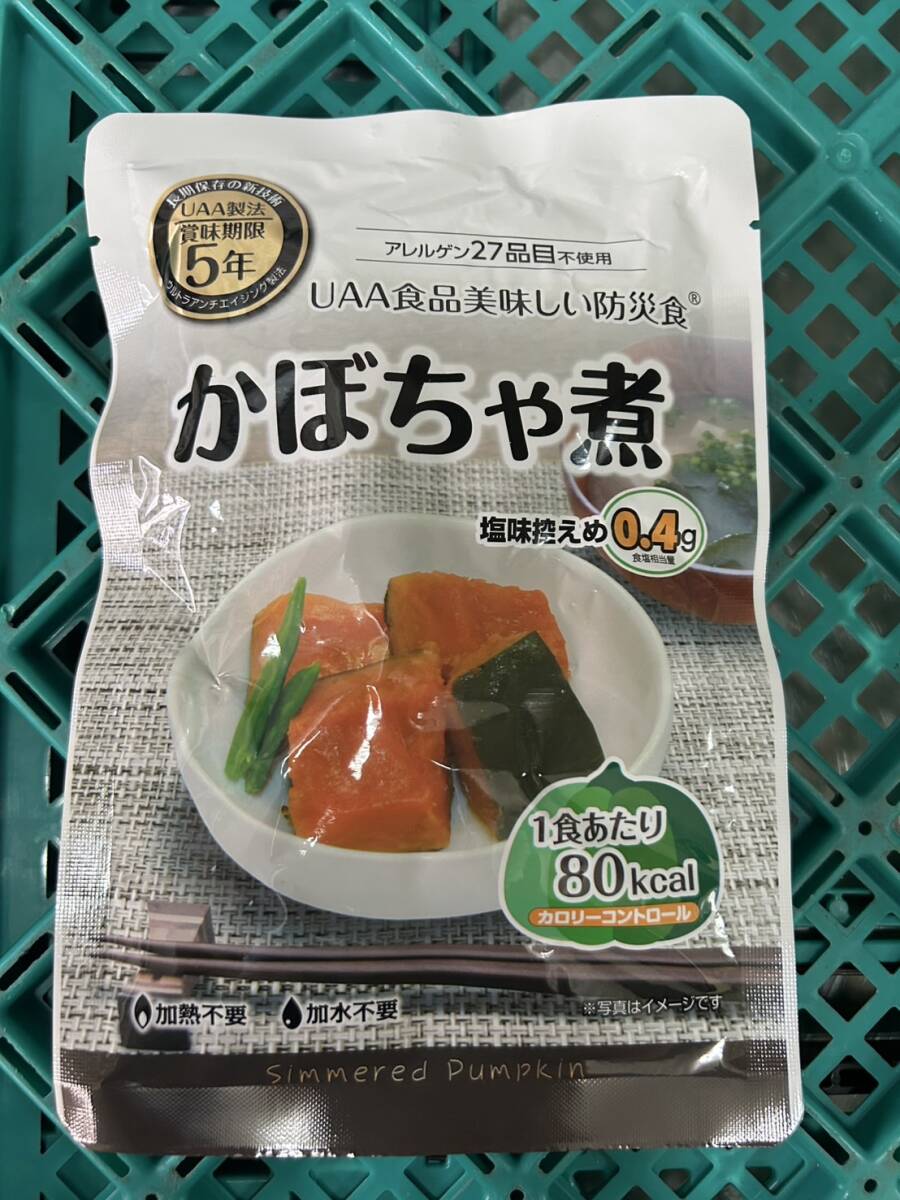 長期保存の新技術
UAA製法
賞味期限
5年
ウルトラアンチエイジング製法
アレルゲン27品目不使用
UAA食品美味しい防災食®
かぼちゃ煮
塩味控えめ 0.4g
食塩相当量
1食あたり
80kcal
カロリーコントロール
加熱不要 加水不要
※写真はイメージです
Simmered Pumpkin